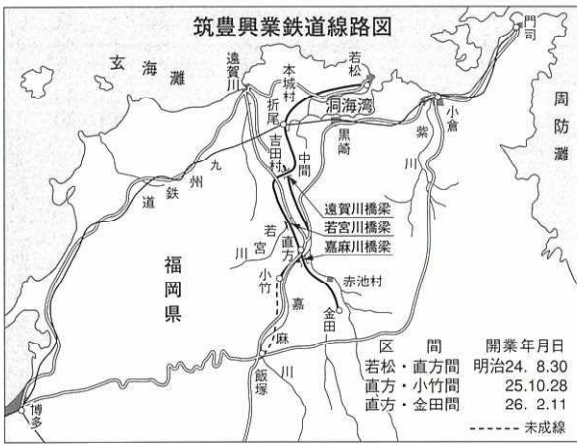 筑豊興業鉄道線路図
門司
玄海灘
遠賀川
本城村
若松
折尾
洞海湾
小倉
周防灘
吉田村
中間
黒崎
紫川
九州鉄道
遠賀川橋梁
若宮川橋梁
嘉麻川橋梁
若宮川
直方
福岡県
小竹
赤池村
金田
嘉麻川
飯塚
博多
区間 開業年月日
若松・直方間 明治24. 8.30
直方・小竹間 25.10.28
直方・金田間 26. 2.11
未成線